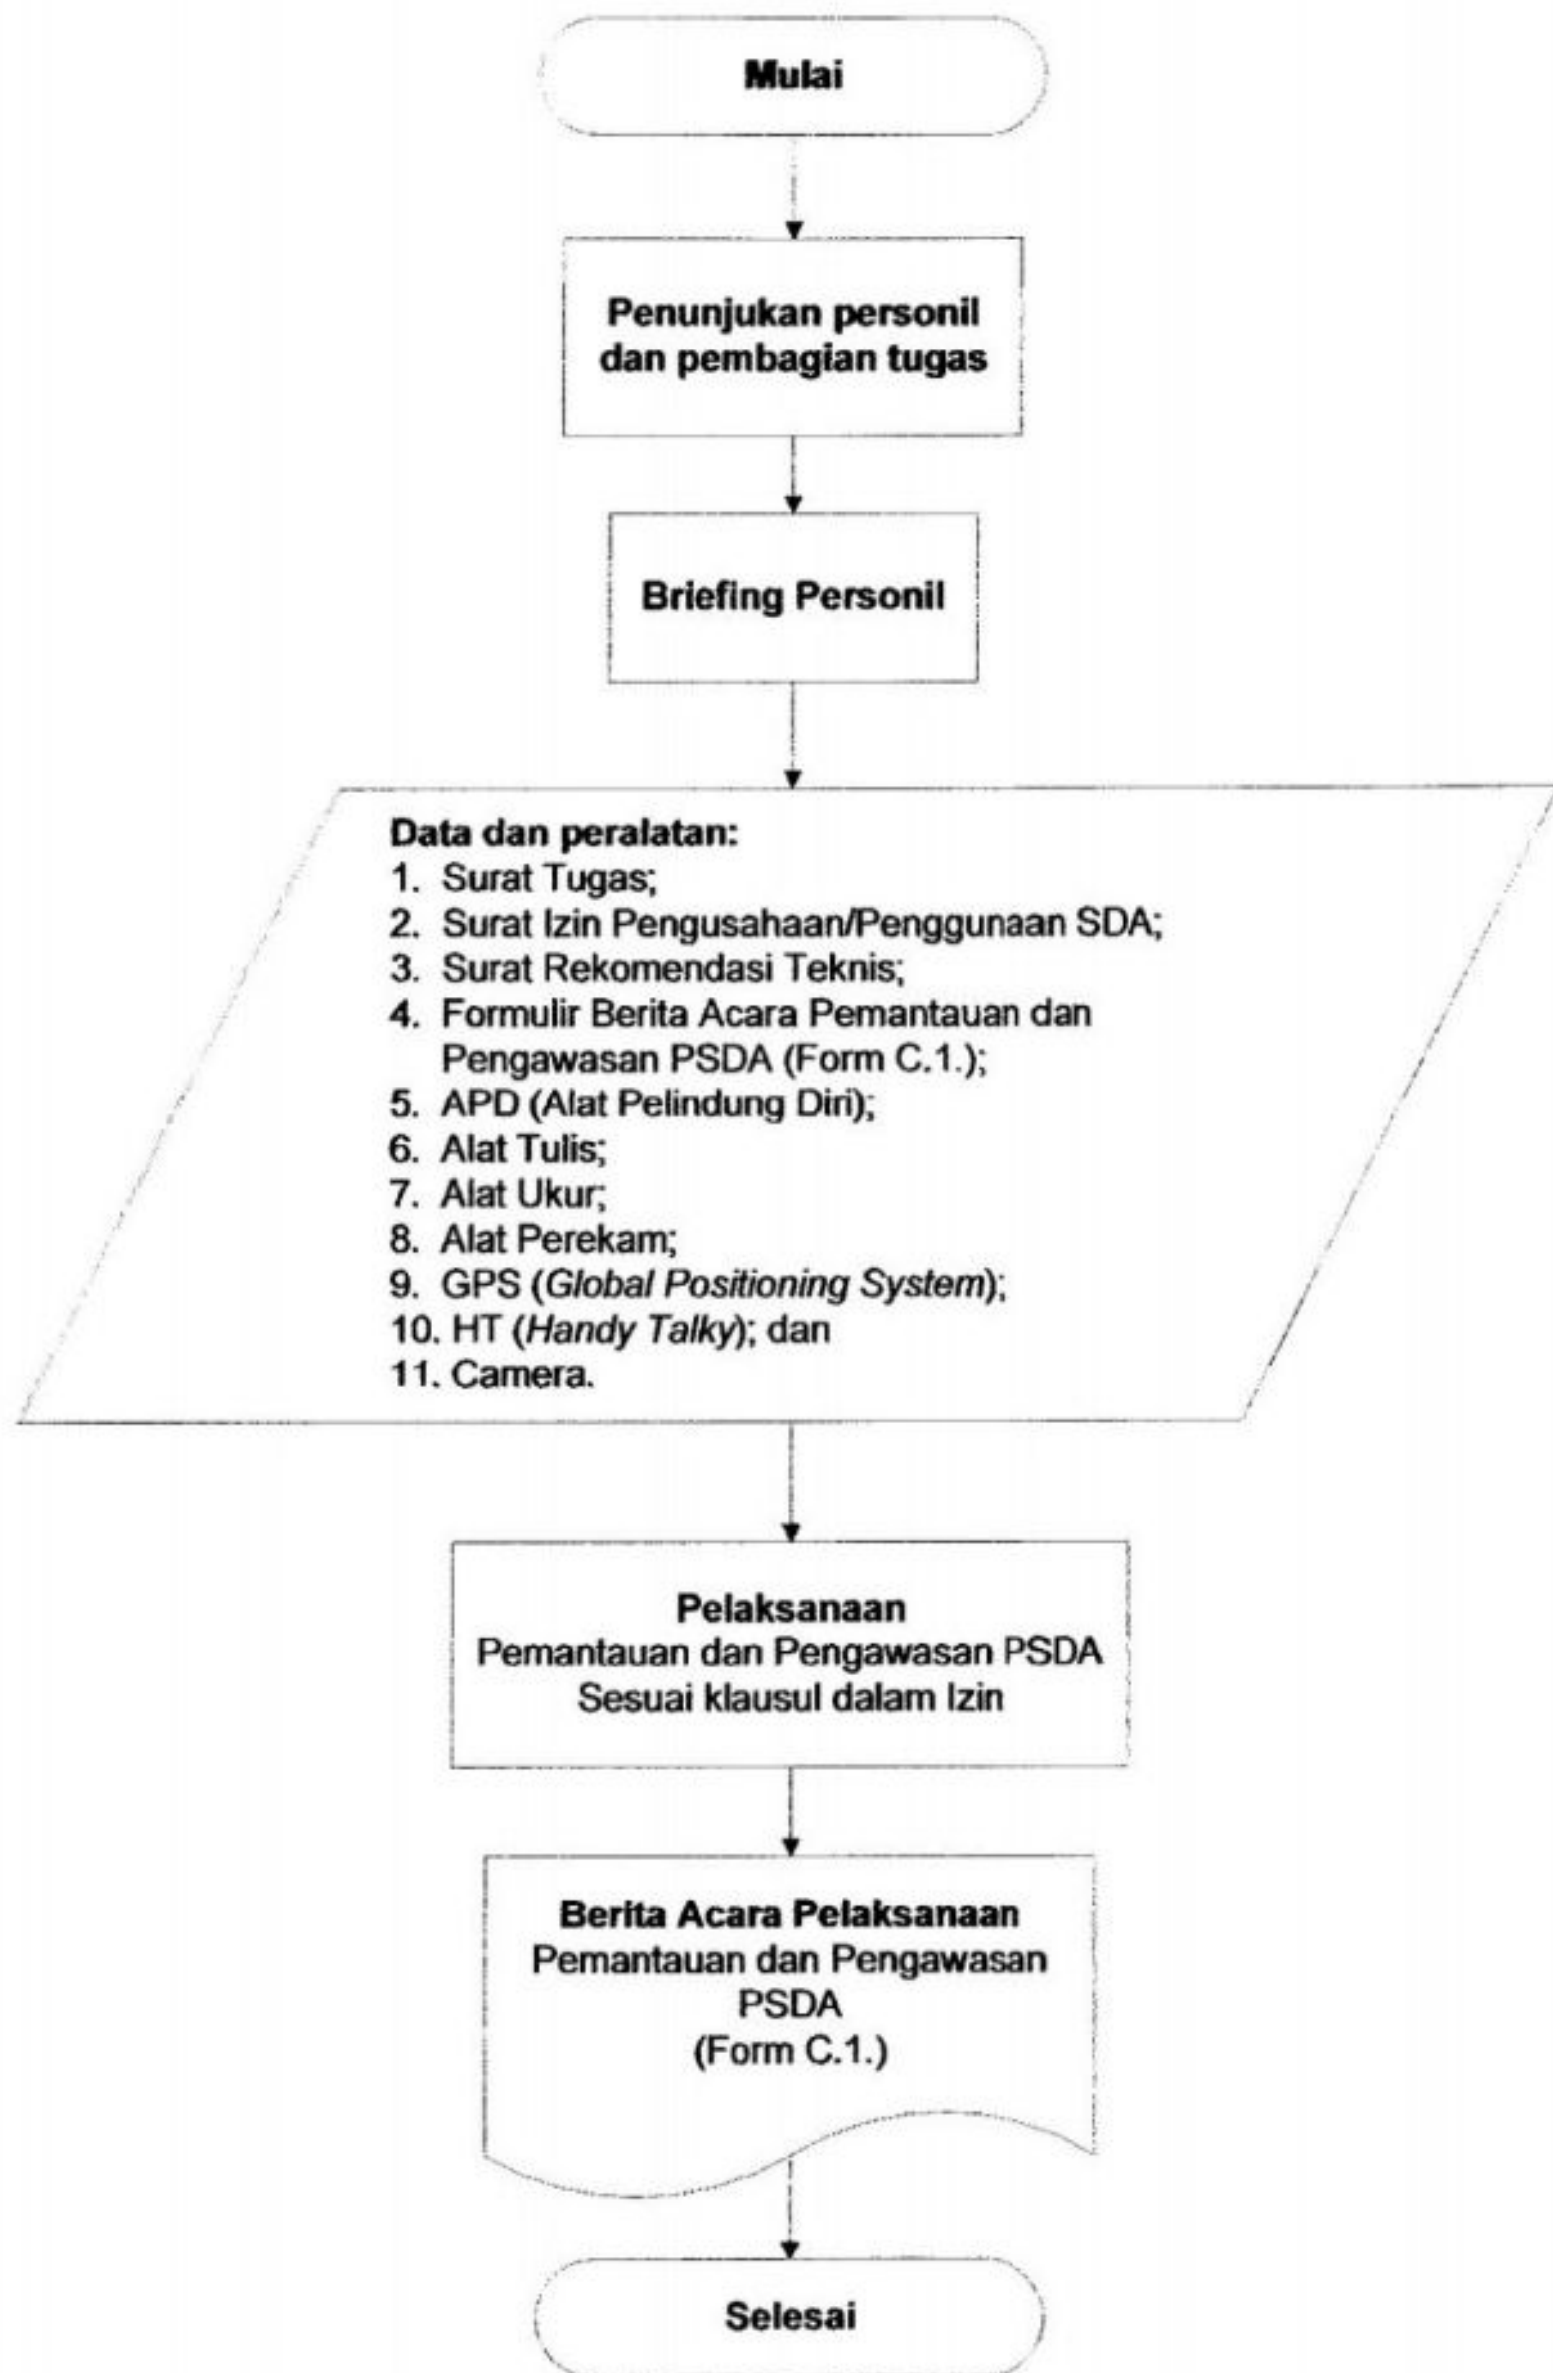 Mulai
Penunjukan personil
dan pembagian tugas
Briefing Personil
Data dan peralatan:
1. Surat Tugas;
2. Surat Izin Pengusahaan/Penggunaan SDA;
3. Surat Rekomendasi Teknis;
4. Formulir Berita Acara Pemantauan dan
Pengawasan PSDA (Form C.1.);
5. APD (Alat Pelindung Diri);
6. Alat Tulis;
7. Alat Ukur;
8. Alat Perekam;
9. GPS (Global Positioning System);
10. HT (Handy Talky); dan
11. Camera.
Pelaksanaan
Pemantauan dan Pengawasan PSDA
Sesuai klausul dalam Izin
Berita Acara Pelaksanaan
Pemantauan dan Pengawasan
PSDA
(Form C.1.)
Selesai